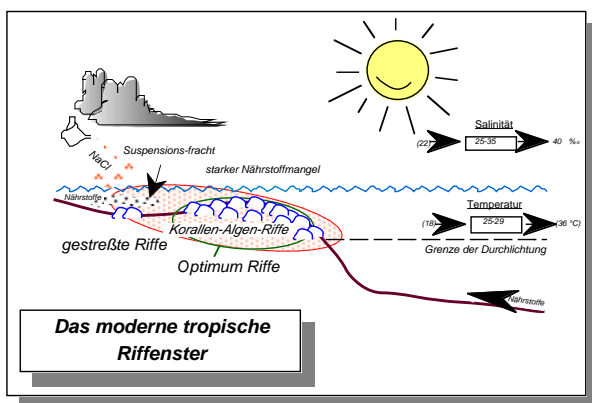 Salinität
(22)
25-35
40 ‰
NaCl
Suspensions-fracht
starker Nährstoffmangel
Nährstoffe
Temperatur
(18)
25-29
(36 °C)
Korallen-Algen-Riffe
gestreßte Riffe
Grenze der Durchlichtung
Optimum Riffe
Nährstoffe
Das moderne tropische
Riffenster